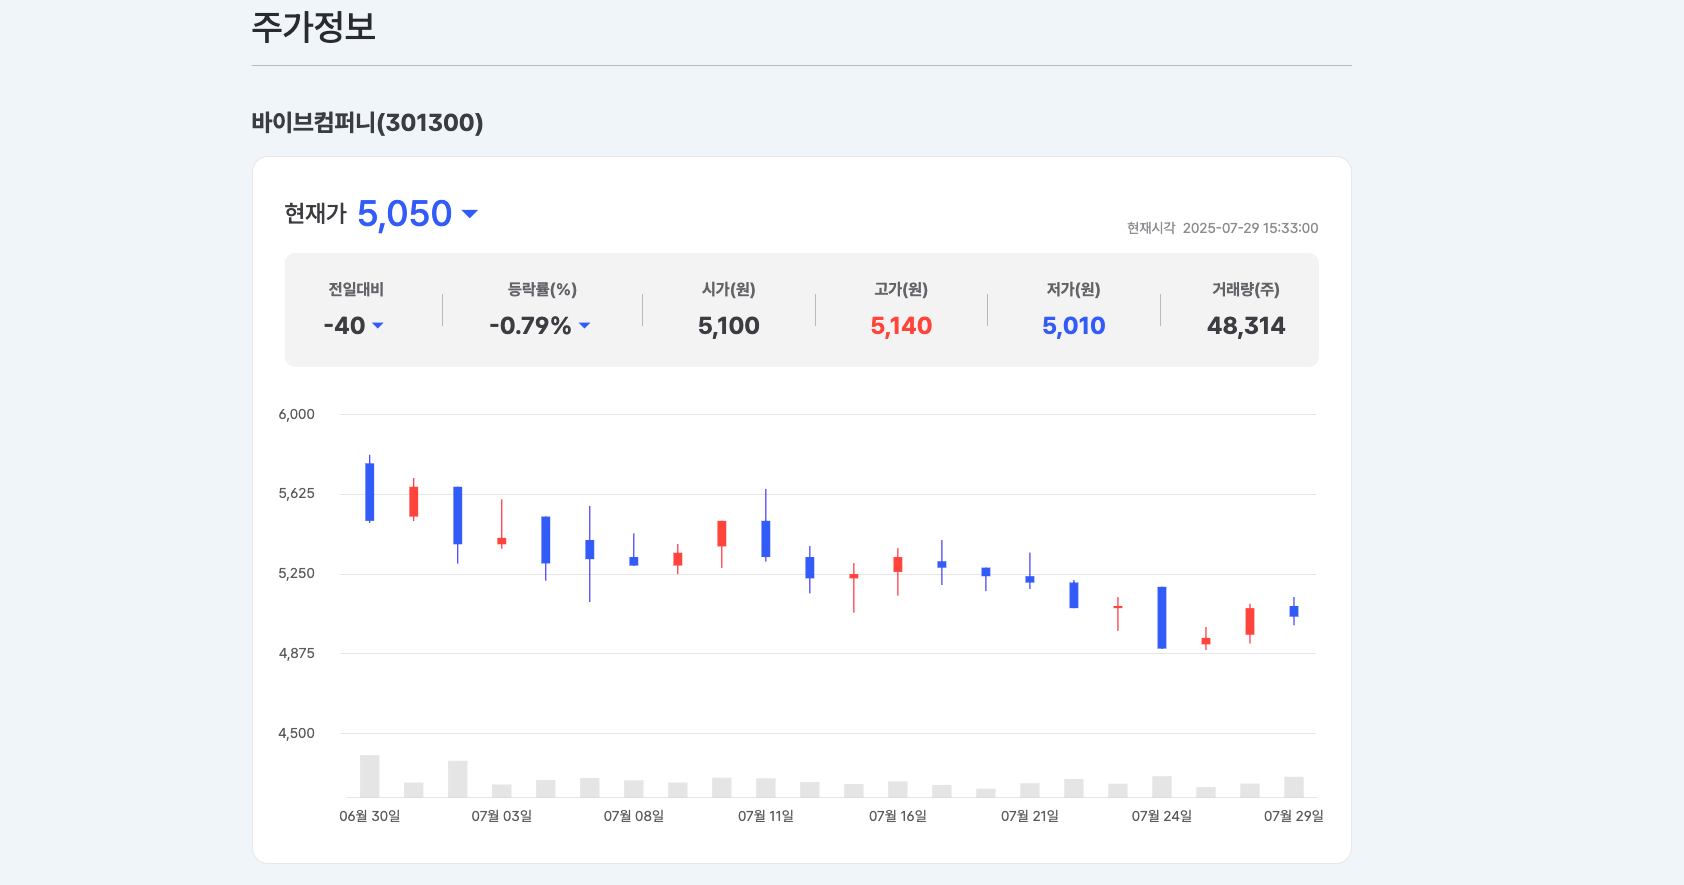 주가정보
바이브컴퍼니(301300)
현재가 5,050
현재시각 2025-07-29 15:33:00
전일대비 등락률(%) 시가(원) 고가(원) 저가(원) 거래량(주)
-40 -0.79% 5,100 5,140 5,010 48,314
6,000
5,625
5,250
4,875
4,500
06월 30일 07월 03일 07월 08일 07월 11일 07월 16일 07월 21일 07월 24일 07월 29일